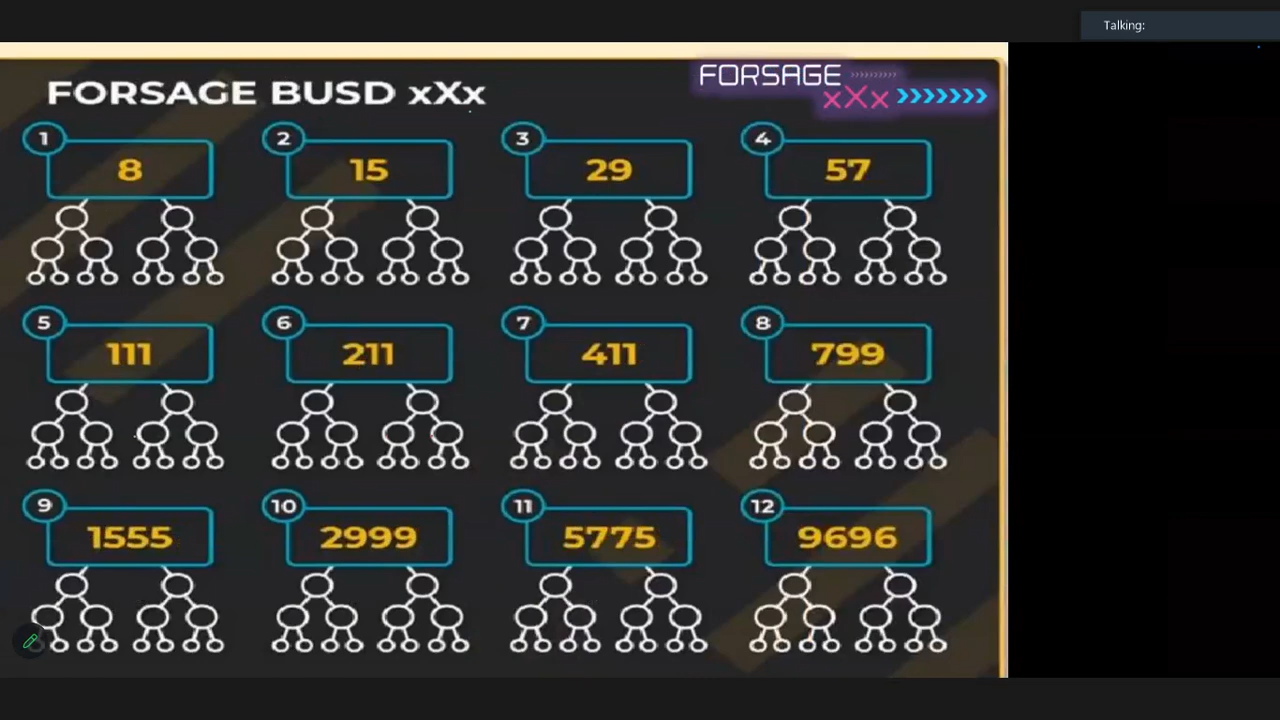 Talking:
FORSAGE
xXx
FORSAGE BUSD xXx
1 2 3 4
8 15 29 57
5 6 7 8
111 211 411 799
9 10 11 12
1555 2999 5775 9696